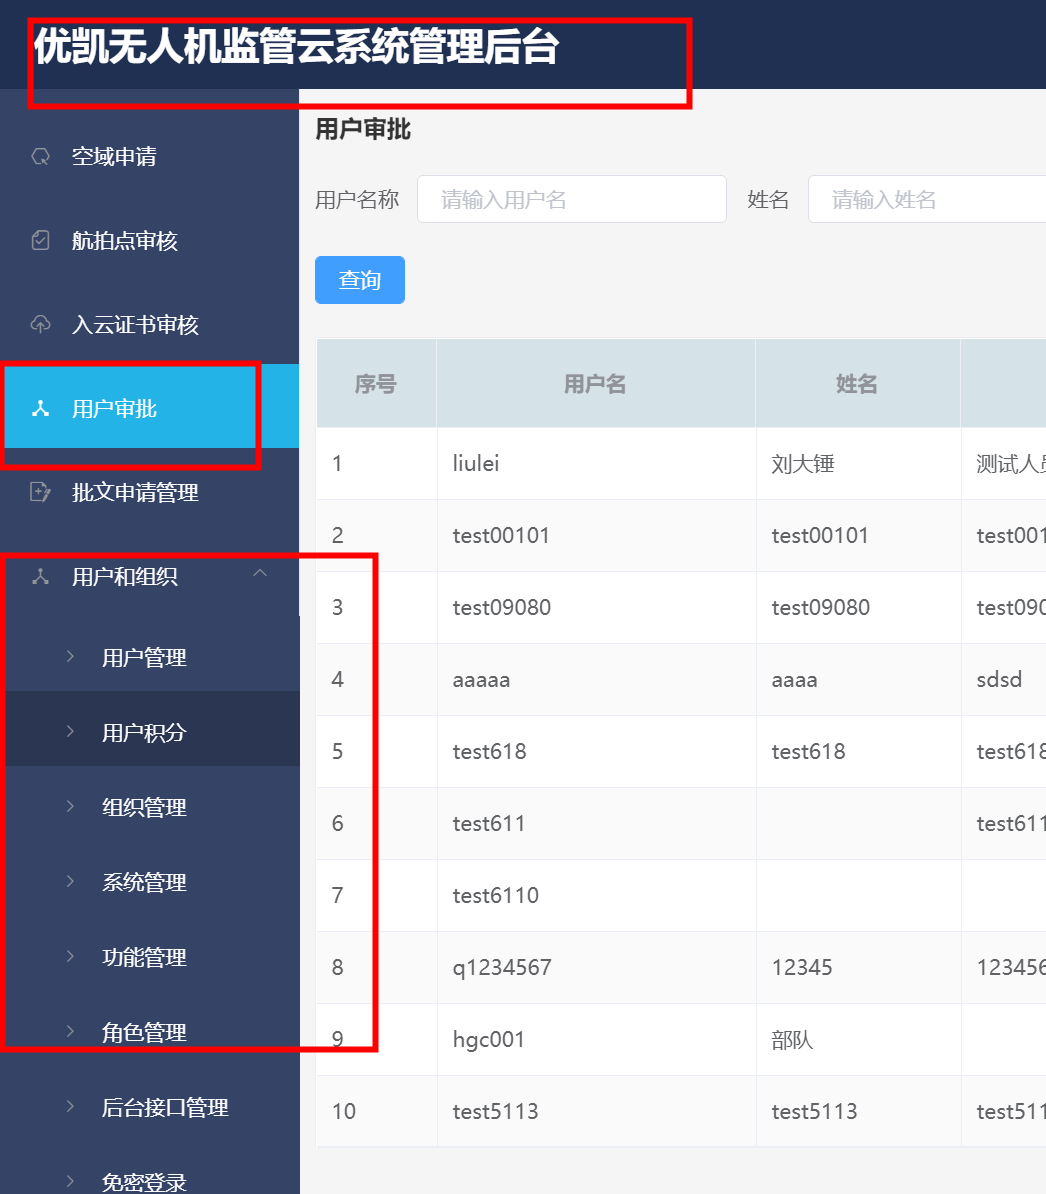 优凯无人机监管云系统管理后台
空域申请
航拍点审核
入云证书审核
用户审批
批文申请管理
用户和组织
用户管理
用户积分
组织管理
系统管理
功能管理
角色管理
后台接口管理
免密登录
用户审批
用户名称 请输入用户名 姓名 请输入姓名
查询
序号 用户名 姓名
1 liulei 刘大锤 测试人员
2 test00101 test00101 test001
3 test09080 test09080 test090
4 aaaaa aaaa sdsd
5 test618 test618 test618
6 test611 test611
7 test6110
8 q1234567 12345 123456
9 hgc001 部队
10 test5113 test5113 test511